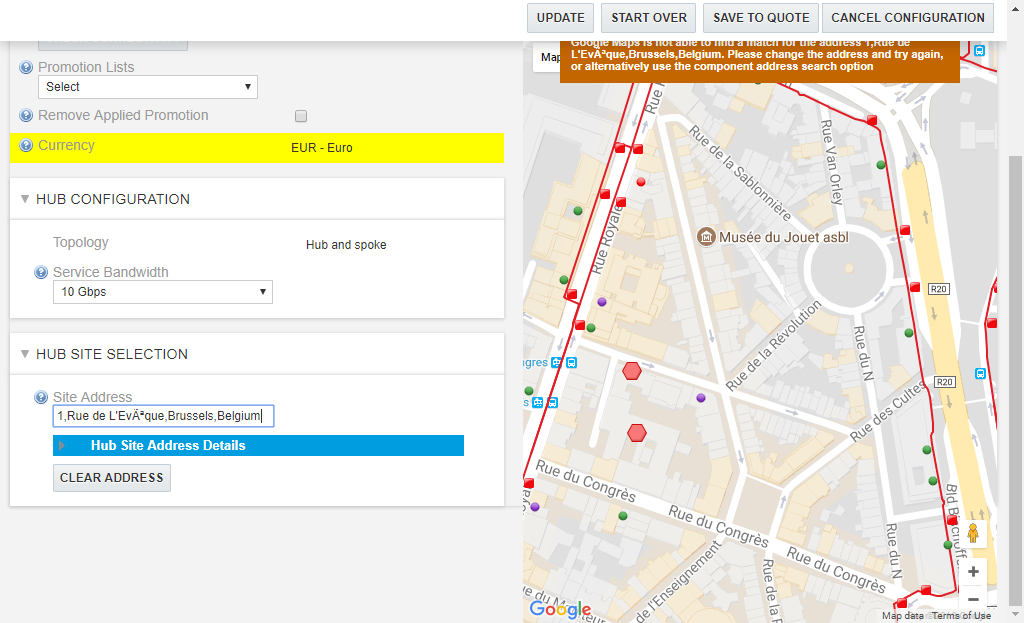 UPDATE
START OVER
SAVE TO QUOTE
CANCEL CONFIGURATION
Promotion Lists
Select
Remove Applied Promotion
Currency
EUR - Euro
HUB CONFIGURATION
Topology
Hub and spoke
Service Bandwidth
10 Gbps
HUB SITE SELECTION
Site Address
1,Rue de L'EvÃªque,Brussels,Belgium
Hub Site Address Details
CLEAR ADDRESS
Map
Google Maps is not able to find a match for the address 1,Rue de
L'EvÃªque,Brussels,Belgium. Please change the address and try again,
or alternatively use the component address search option
Rue Royale
Rue de la Sablonnière
Rue Van Orley
Musée du Jouet asbl
R20
Rue de la Révolution
Rue du N
R20
Rue des Cultes
Rue du Congrès
Rue du Congrès
Rue du Congrès
Rue du N
de l'Enseignement
Rue de la
Google
Map data
Terms of Use